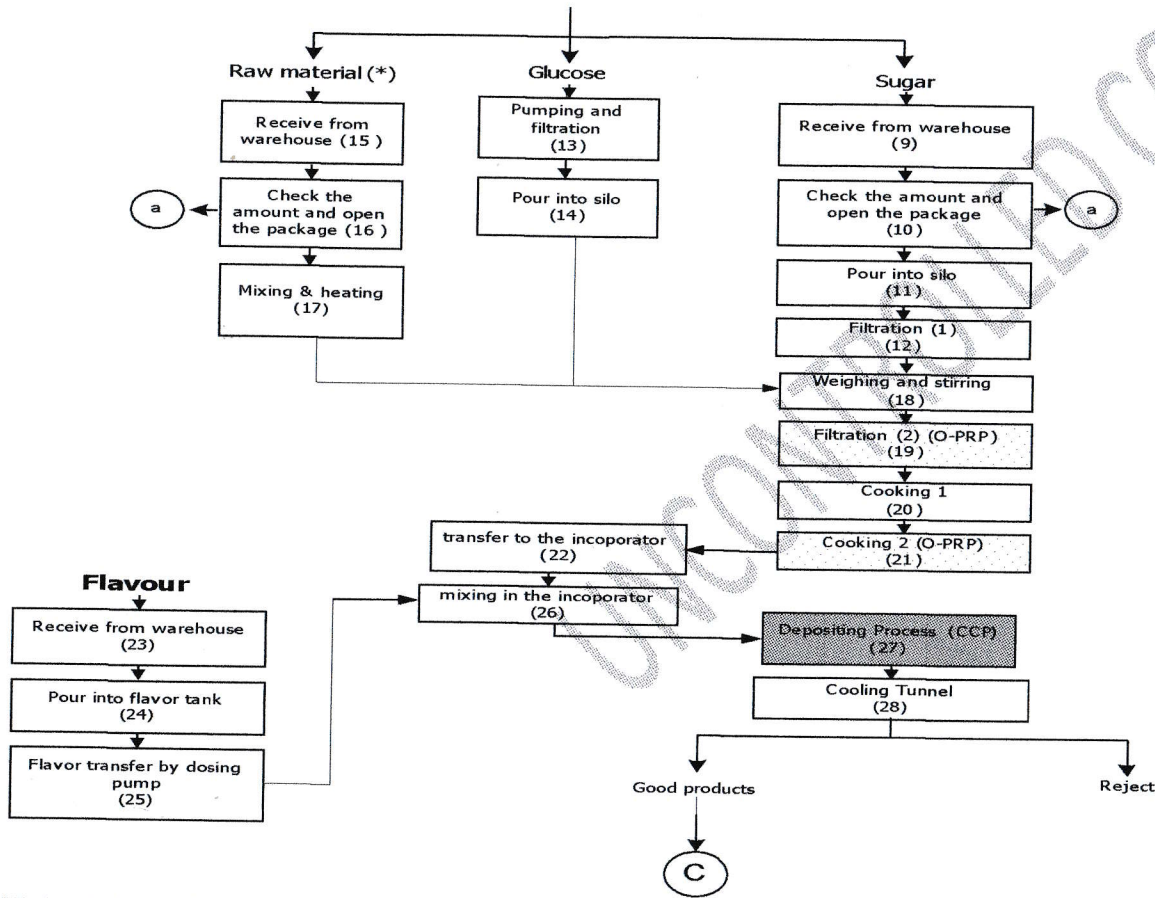 Raw material (*)
Receive from
warehouse (15 )
Check the
amount and open
the package (16 )
a
Mixing & heating
(17 )
Glucose
Pumping and
filtration
(13 )
Pour into silo
(14 )
Sugar
Receive from warehouse
(9 )
Check the amount and
open the package
(10 )
a
Pour into silo
(11 )
Filtration (1)
(12 )
Weighing and stirring
(18 )
Filtration (2) (O-PRP)
(19 )
Cooking 1
(20 )
Cooking 2 (O-PRP)
(21 )
transfer to the incoporator
(22 )
Flavour
Receive from warehouse
(23 )
Pour into flavor tank
(24 )
Flavor transfer by dosing
pump
(25 )
mixing in the incoporator
(26 )
Depositing Process (CCP)
(27 )
Cooling Tunnel
(28 )
Good products
Reject
C
UNCONTROLLED